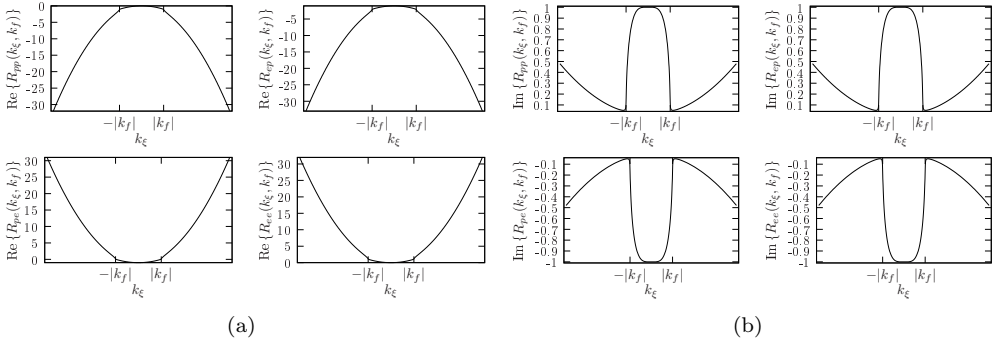 Re {R_pp(k_ξ, k_f)}
0
-5
-10
-15
-20
-25
-30
−|k_f| |k_f|
k_ξ
Re {R_ep(k_ξ, k_f)}
-5
-10
-15
-20
-25
-30
−|k_f| |k_f|
k_ξ
Im {R_pp(k_ξ, k_f)}
1
0.9
0.8
0.7
0.6
0.5
0.4
0.3
0.2
0.1
−|k_f| |k_f|
k_ξ
Im {R_ep(k_ξ, k_f)}
1
0.9
0.8
0.7
0.6
0.5
0.4
0.3
0.2
0.1
−|k_f| |k_f|
k_ξ
Re {R_pe(k_ξ, k_f)}
30
25
20
15
10
5
0
−|k_f| |k_f|
k_ξ
Re {R_ee(k_ξ, k_f)}
30
25
20
15
10
5
0
−|k_f| |k_f|
k_ξ
Im {R_pe(k_ξ, k_f)}
-0.1
-0.2
-0.3
-0.4
-0.5
-0.6
-0.7
-0.8
-0.9
-1
−|k_f| |k_f|
k_ξ
Im {R_ee(k_ξ, k_f)}
-0.1
-0.2
-0.3
-0.4
-0.5
-0.6
-0.7
-0.8
-0.9
-1
−|k_f| |k_f|
k_ξ
(a)
(b)